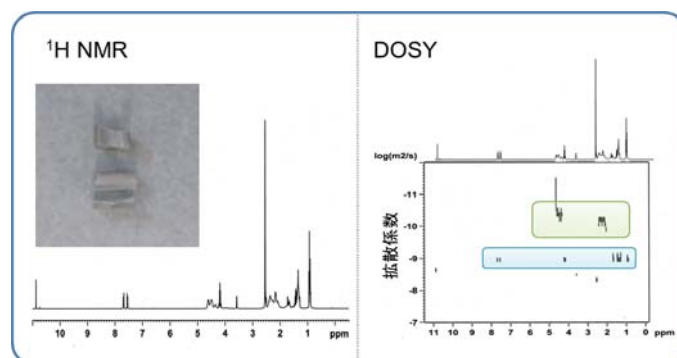 ¹H NMR
10 9 8 7 6 5 4 3 2 1 ppm
DOSY
log(m2/s)
拡散係数
-11
-10
-9
-8
-7
11 10 9 8 7 6 5 4 3 2 1 0 ppm